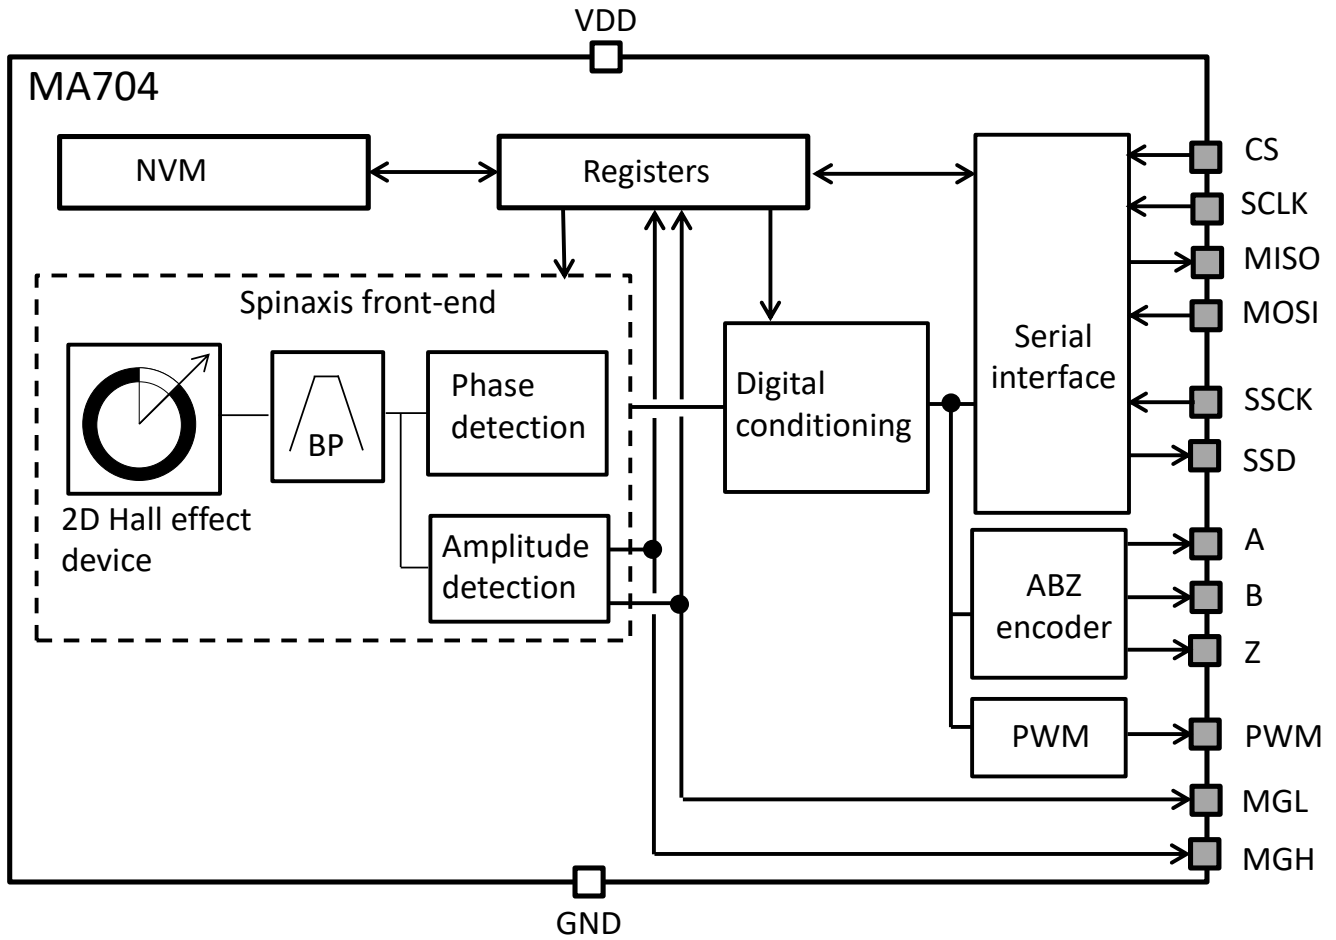 VDD
MA704
NVM
Registers
CS
SCLK
MISO
MOSI
SSCK
SSD
Serial
interface
Spinaxis front-end
Phase
detection
BP
2D Hall effect
device
Amplitude
detection
Digital
conditioning
ABZ
encoder
A
B
Z
PWM
PWM
MGL
MGH
GND